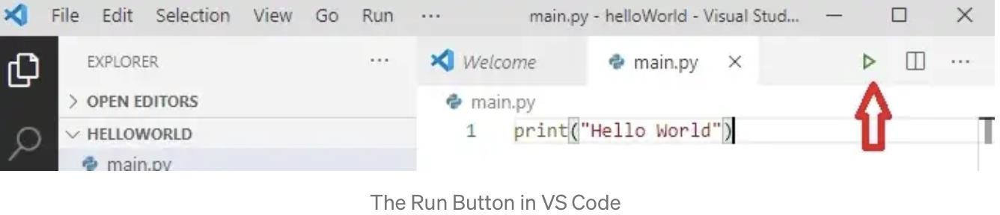 File Edit Selection View Go Run ··· main.py - helloWorld - Visual Stud...
EXPLORER ··· Welcome main.py ···
OPEN EDITORS main.py
HELLOWORLD 1 print("Hello World")
main.py
The Run Button in VS Code